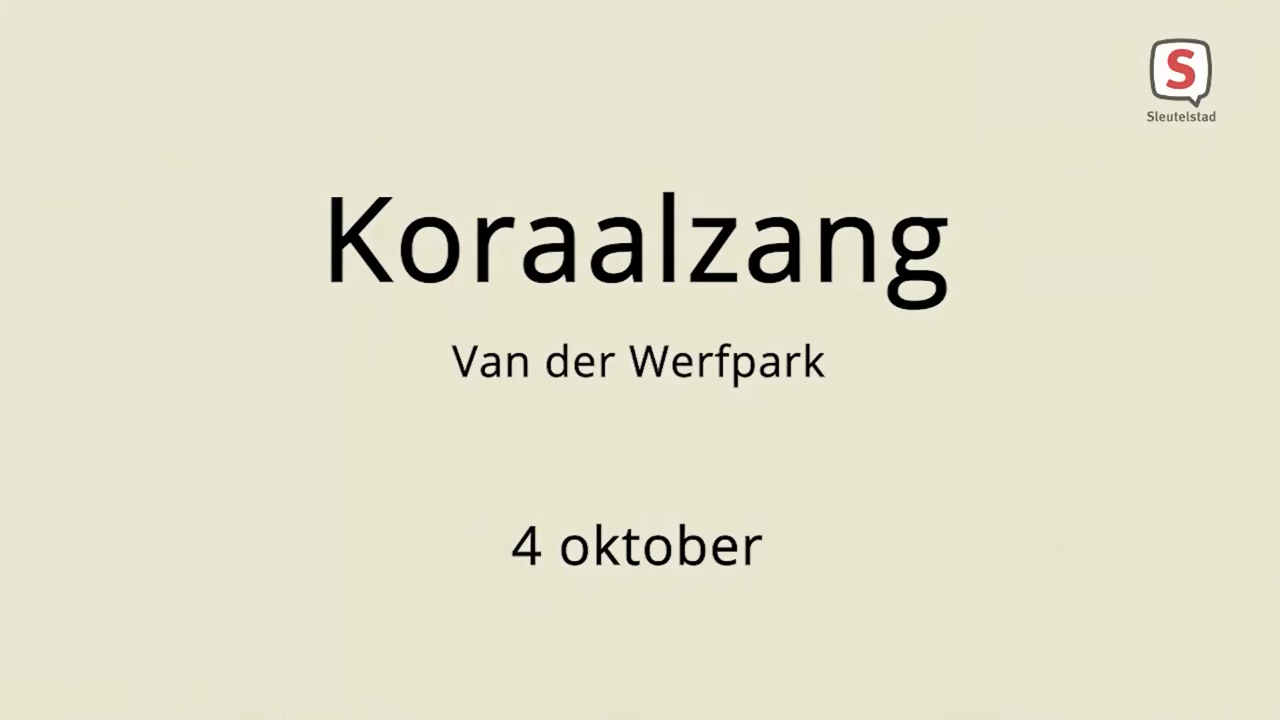 S
Sleutelstad
Koraalzang
Van der Werfpark
4 oktober